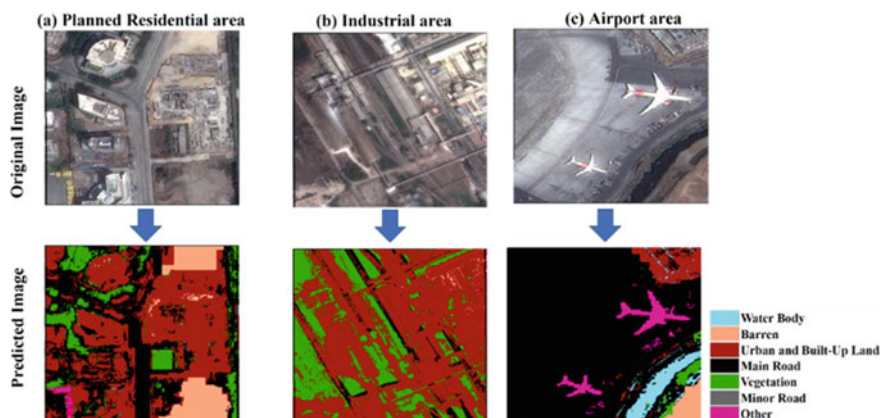 (a) Planned Residential area
(b) Industrial area
(c) Airport area
Original Image
Predicted Image
Water Body
Barren
Urban and Built-Up Land
Main Road
Vegetation
Minor Road
Other